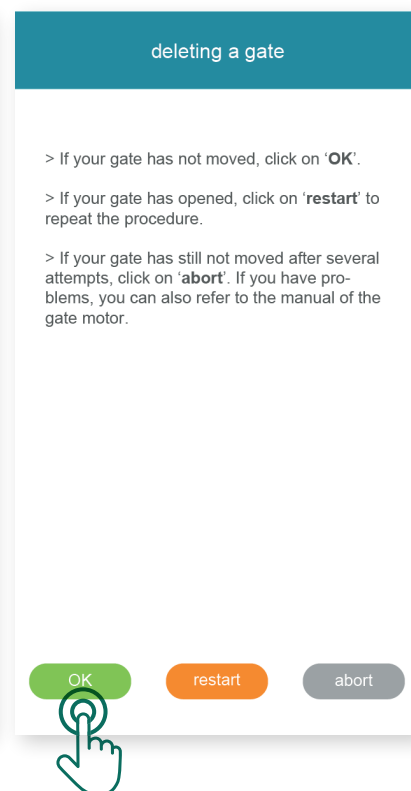 deleting a gate
> If your gate has not moved, click on ‘OK’.
> If your gate has opened, click on ‘restart’ to
repeat the procedure.
> If your gate has still not moved after several
attempts, click on ‘abort’. If you have pro-
blems, you can also refer to the manual of the
gate motor.
OK restart abort